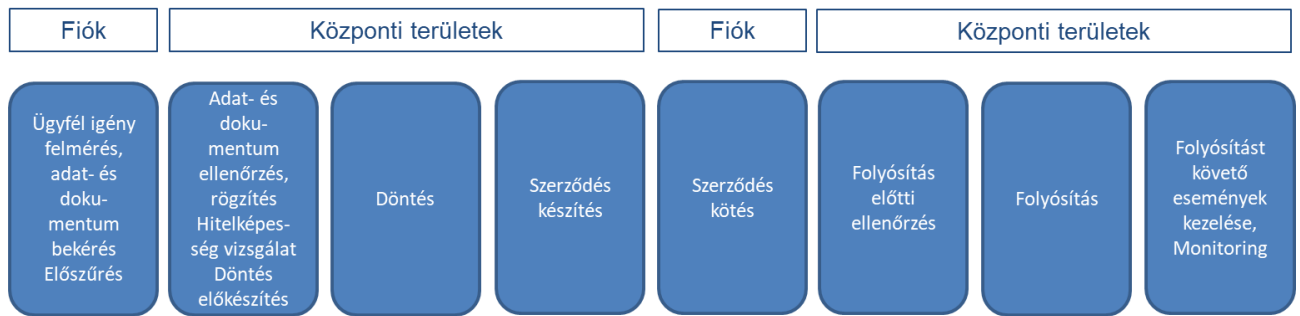 Fiók
Központi területek
Fiók
Központi területek
Ügyfél igény
felmérés,
adat- és
doku-
mentum
bekérés
Előszűrés
Adat- és
doku-
mentum
ellenőrzés,
rögzítés
Hitelképes-
ség vizsgálat
Döntés
előkészítés
Döntés
Szerződés
készítés
Szerződés
kötés
Folyósítás
előtti
ellenőrzés
Folyósítás
Folyósítást
követő
események
kezelése,
Monitoring